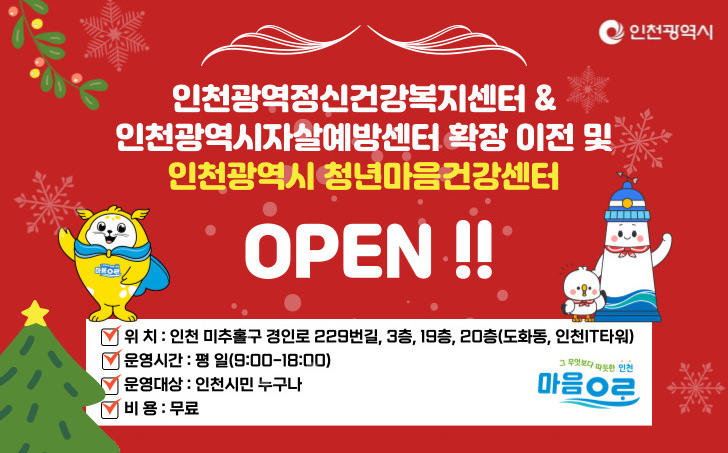 인천광역시
인천광역정신건강복지센터 &
인천광역시자살예방센터 확장 이전 및
인천광역시 청년마음건강센터
OPEN !!
마음으로
위 치 : 인천 미추홀구 경인로 229번길, 3층, 19층, 20층(도화동, 인천IT타워)
운영시간 : 평 일(9:00-18:00)
운영대상 : 인천시민 누구나
비 용 : 무료
그 무엇보다 따뜻한 인천
마음으로